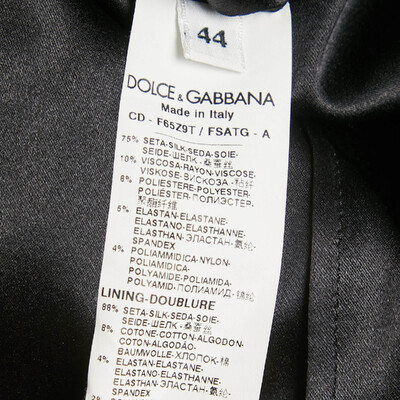 44
DOLCE & GABBANA
Made in Italy
CD - F65Z9T / FSATG - A
75% SETA-SILK-SEDA-SOIE-
SEIDE-ШЕЛК-桑蚕丝
10% VISCOSA-RAYON-VISCOSE-
VISKOSE-ВИСКОЗА-粘纤
6% POLIESTERE-POLYESTER-
POLIÉSTER-ПОЛИЭСТЕР-
聚酯纤维
5% ELASTAN-ELASTANE-
ELASTANO-ELASTHANNE-
ELASTHAN-ЭЛАСТАН-氨纶-
SPANDEX
4% POLIAMMIDICA-NYLON-
POLIAMIDICA-
POLYAMIDE-POLIAMIDA-
POLYAMID-ПОЛИАМИД-锦纶
LINING-DOUBLURE
86% SETA-SILK-SEDA-SOIE-
SEIDE-ШЕЛК-桑蚕丝
8% COTONE-COTTON-ALGODON-
COTON-ALGODÃO-
BAUMWOLLE-ХЛОПОК-棉
4% ELASTAN-ELASTANE-
ELASTANO-ELASTHANNE-
ELASTHAN-ЭЛАСТАН-氨纶-
SPANDEX
2%